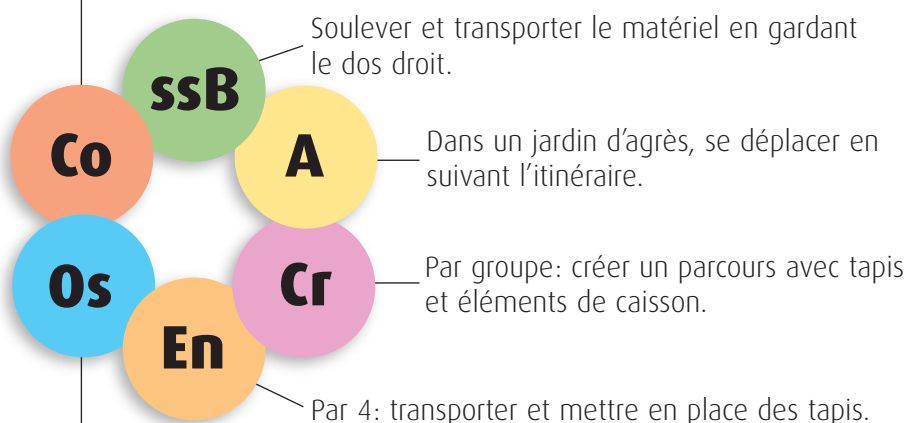 Soulever et transporter le matériel en gardant
le dos droit.
ssB
Co
A
Dans un jardin d'agrès, se déplacer en
suivant l'itinéraire.
Os
Cr
Par groupe: créer un parcours avec tapis
et éléments de caisson.
En
Par 4: transporter et mettre en place des tapis.